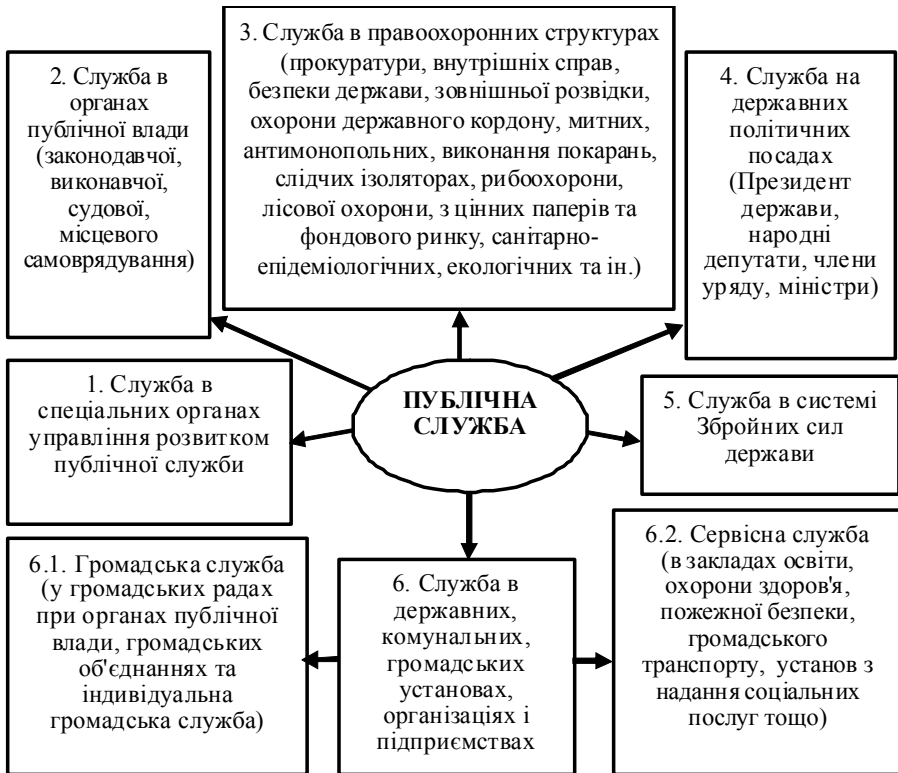 2. Служба в
органах
публічної влади
(законодавчої,
виконавчої,
судової,
місцевого
самоврядування)
3. Служба в правоохоронних структурах
(прокуратури, внутрішніх справ,
безпеки держави, зовнішньої розвідки,
охорони державного кордону, митних,
антимонопольних, виконання покарань,
слідчих ізоляторах, рибоохорони,
лісової охорони, з цінних паперів та
фондового ринку, санітарно-
епідеміологічних, екологічних та ін.)
4. Служба на
державних
політичних
посадах
(Президент
держави,
народні
депутати, члени
уряду, міністри)
1. Служба в
спеціальних органах
управління розвитком
публічної служби
ПУБЛІЧНА
СЛУЖБА
5. Служба в системі
Збройних сил
держави
6.1. Громадська служба
(у громадських радах
при органах публічної
влади, громадських
об'єднаннях та
індивідуальна
громадська служба)
6. Служба в
державних,
комунальних,
громадських
установах,
організаціях і
підприємствах
6.2. Сервісна служба
(в закладах освіти,
охорони здоров'я,
пожежної безпеки,
громадського
транспорту, установ з
надання соціальних
послуг тощо)